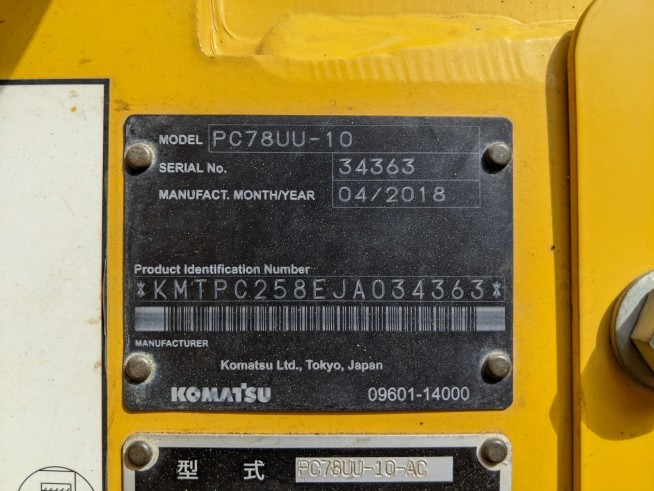 MODEL PC78UU-10
SERIAL No. 34363
MANUFACT. MONTH/YEAR 04/2018
Product Identification Number
*KMTPC258EJA034363*
MANUFACTURER
Komatsu Ltd., Tokyo, Japan
KOMATSU 09601-14000
型 式 PC78UU-10-AC